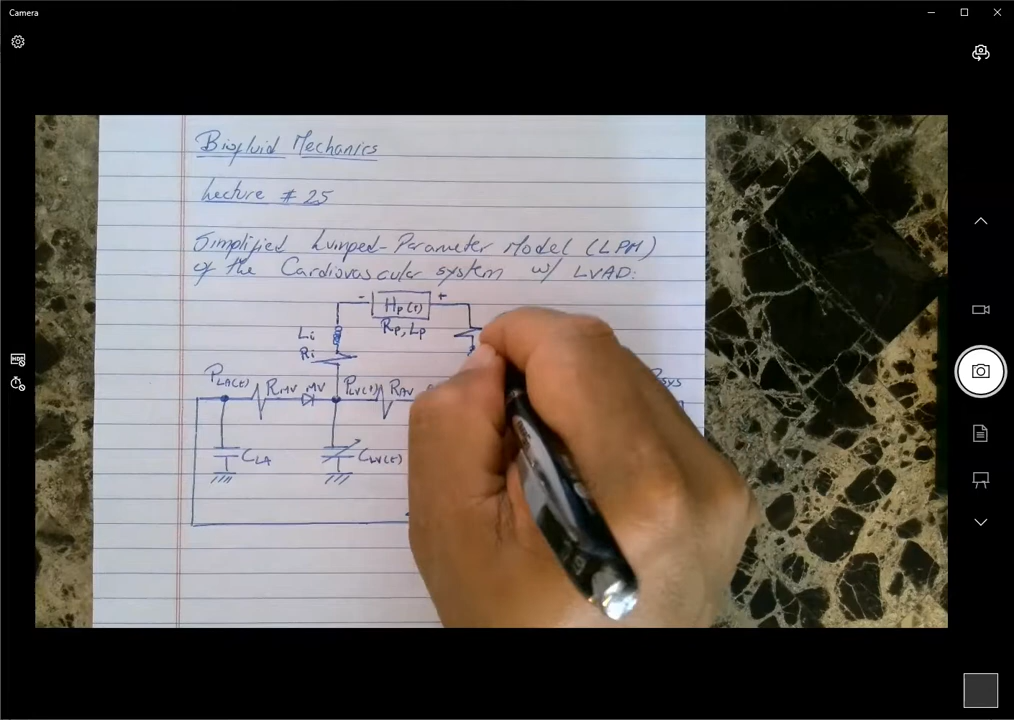 Camera
Biofluid Mechanics
Lecture # 25
Simplified Lumped-Parameter Model (LPM)
of the Cardiovascular system w/ LVAD:
- Hp(t) +
Rp, Lp
Li
Ri
PLA(t) RMV MV PLV(t) RAV
CLA CLV(t)